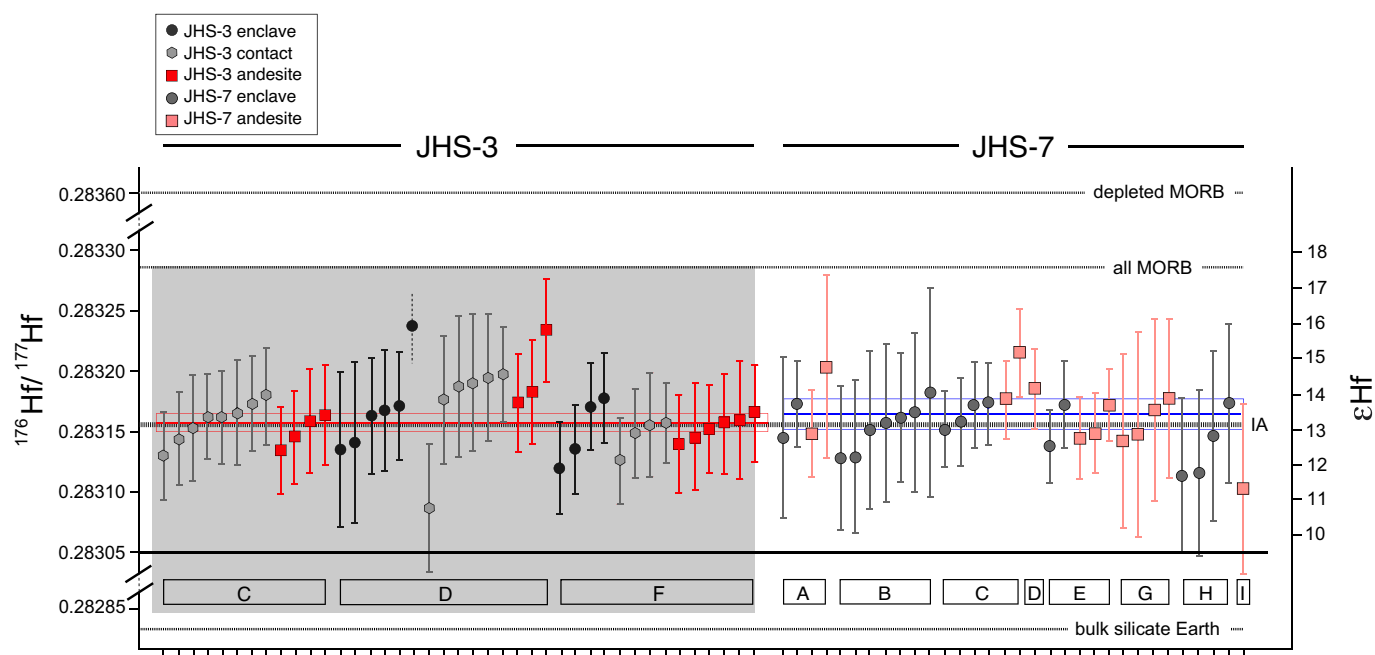 JHS-3 enclave
JHS-3 contact
JHS-3 andesite
JHS-7 enclave
JHS-7 andesite
JHS-3 JHS-7
0.28360 depleted MORB
0.28330 18
all MORB
17
0.28325
16
15
0.28320
14
IA
0.28315 13
12
0.28310
11
10
0.28305
C D F A B C D E G H I
0.28285
bulk silicate Earth
176Hf/ 177Hf
εHf